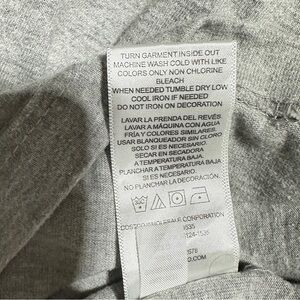 TURN GARMENT INSIDE OUT
MACHINE WASH COLD WITH LIKE
COLORS ONLY NON CHLORINE
BLEACH
WHEN NEEDED TUMBLE DRY LOW
COOL IRON IF NEEDED
DO NOT IRON ON DECORATION
LAVAR LA PRENDA DEL REVÉS
LAVAR A MÁQUINA CON AGUA
FRÍA Y COLORES SIMILARES.
USAR BLANQUEADOR SIN CLORO
SOLO SI ES NECESARIO.
SECAR EN SECADORA
A TEMPERATURA BAJA.
PLANCHAR A TEMPERATURA BAJA
SI ES NECESARIO.
NO PLANCHAR LA DECORACIÓN.
CORPORATION